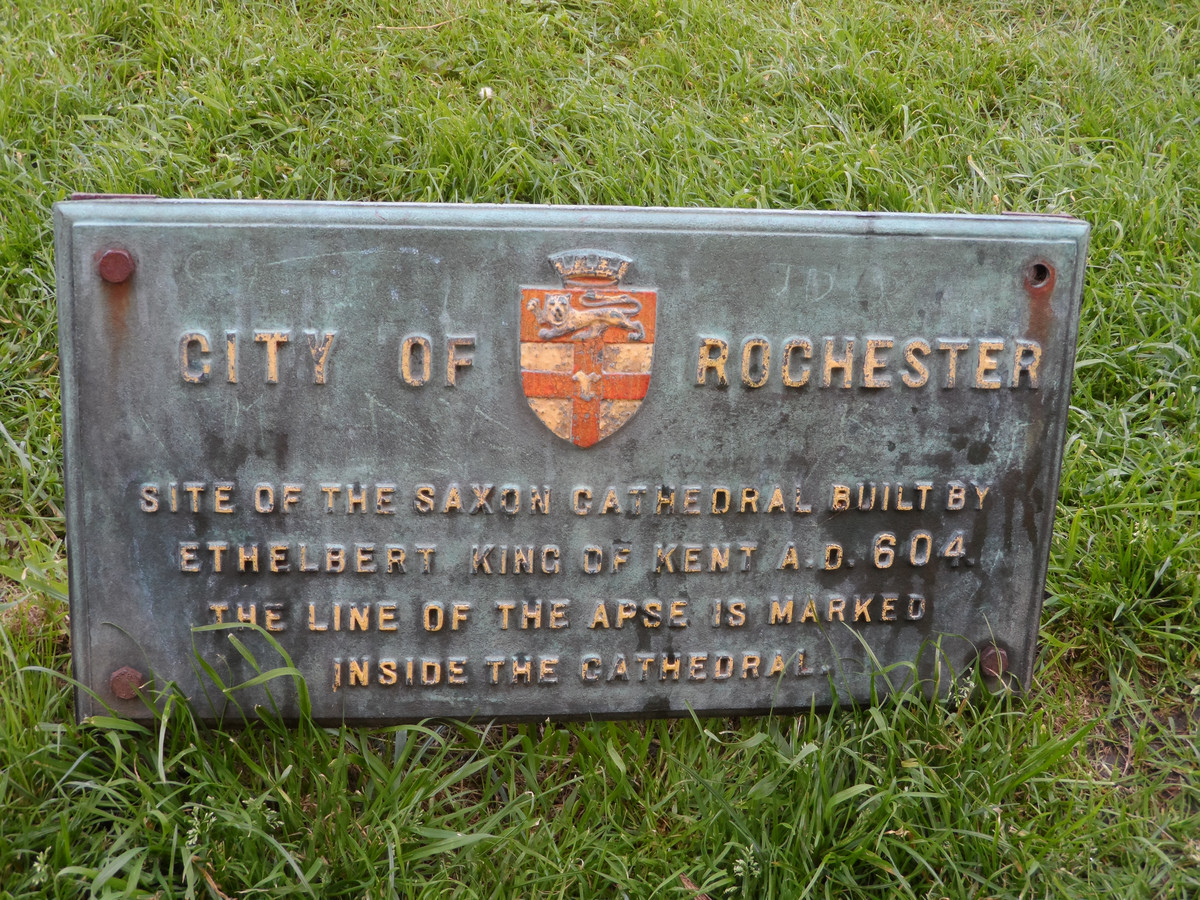 CITY OF ROCHESTER
SITE OF THE SAXON CATHEDRAL BUILT BY
ETHELBERT KING OF KENT A.D. 604.
THE LINE OF THE APSE IS MARKED
INSIDE THE CATHEDRAL.